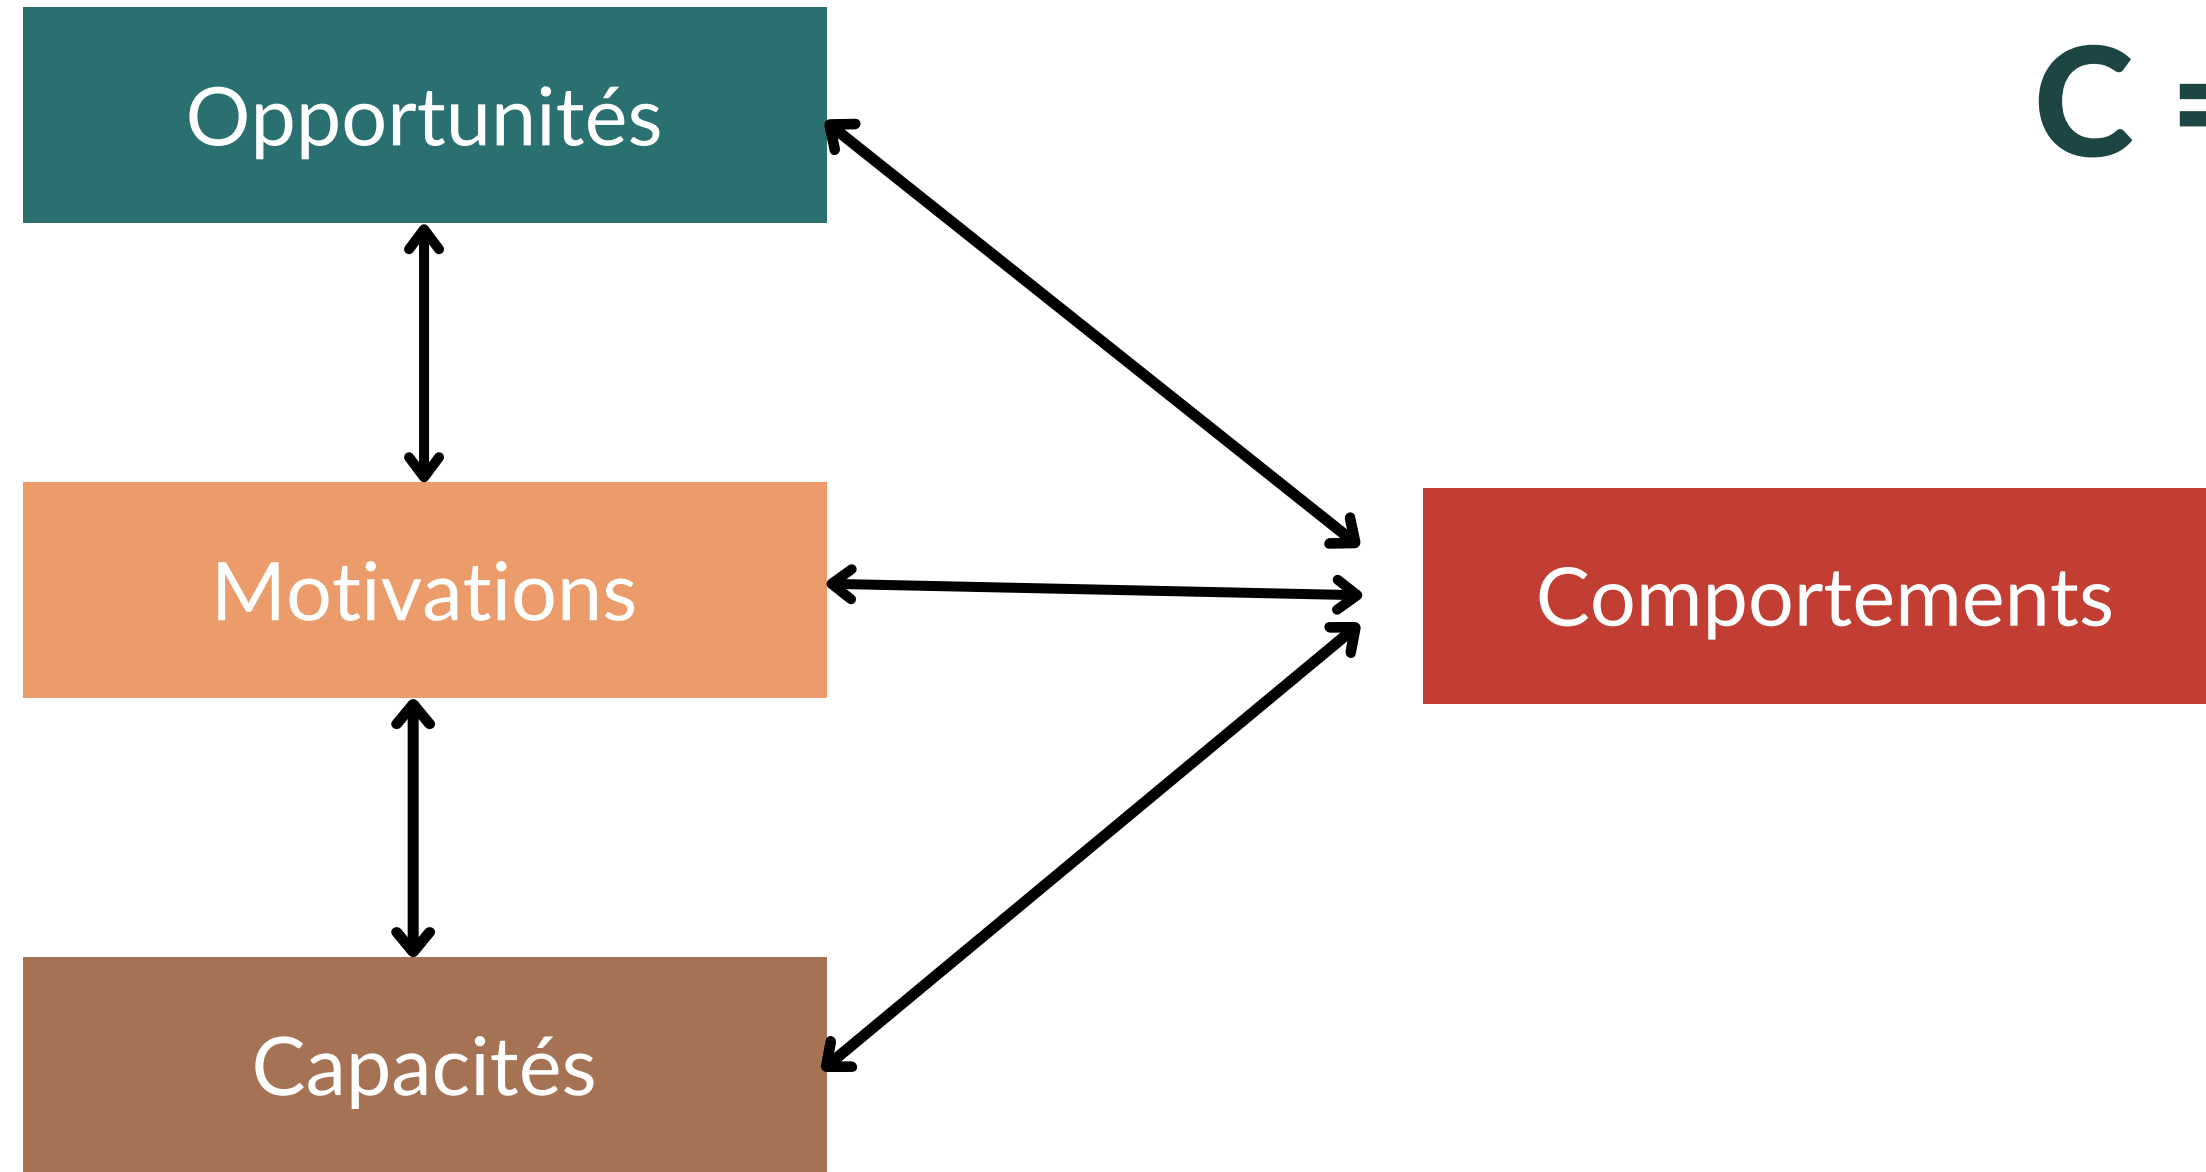 Opportunités
C =
Motivations
Comportements
Capacités